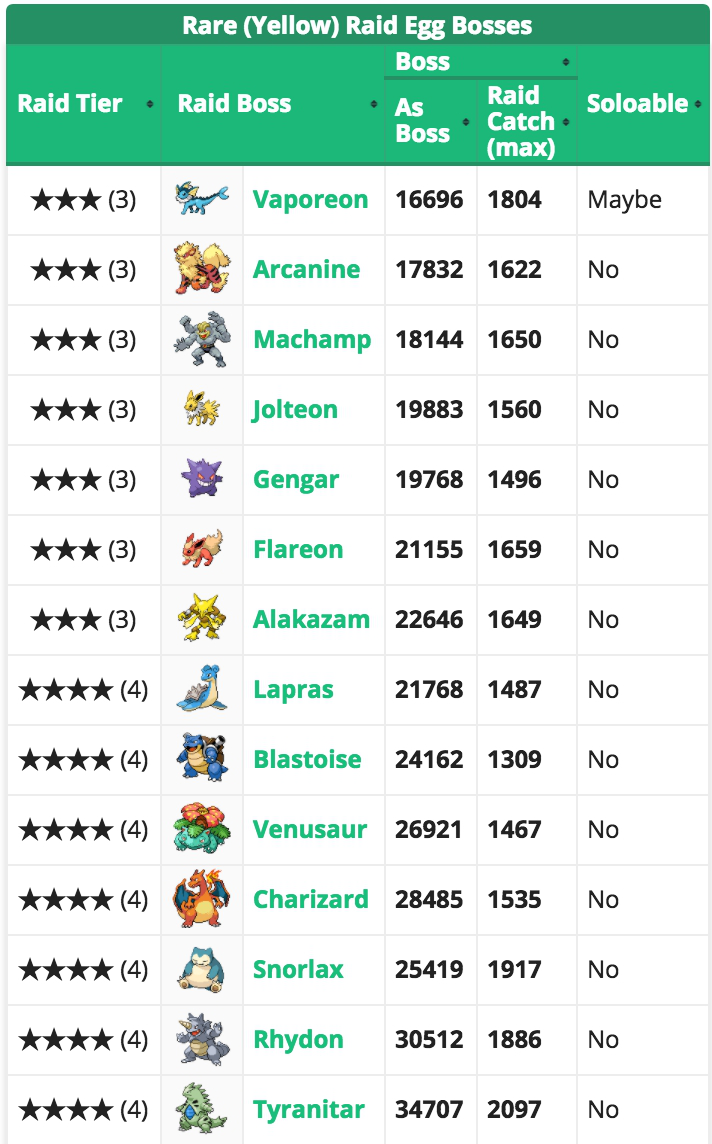 Rare (Yellow) Raid Egg Bosses
Raid Tier Raid Boss Boss Soloable
As Boss Raid Catch (max)
★★★ (3) Vaporeon 16696 1804 Maybe
★★★ (3) Arcanine 17832 1622 No
★★★ (3) Machamp 18144 1650 No
★★★ (3) Jolteon 19883 1560 No
★★★ (3) Gengar 19768 1496 No
★★★ (3) Flareon 21155 1659 No
★★★ (3) Alakazam 22646 1649 No
★★★★ (4) Lapras 21768 1487 No
★★★★ (4) Blastoise 24162 1309 No
★★★★ (4) Venusaur 26921 1467 No
★★★★ (4) Charizard 28485 1535 No
★★★★ (4) Snorlax 25419 1917 No
★★★★ (4) Rhydon 30512 1886 No
★★★★ (4) Tyranitar 34707 2097 No